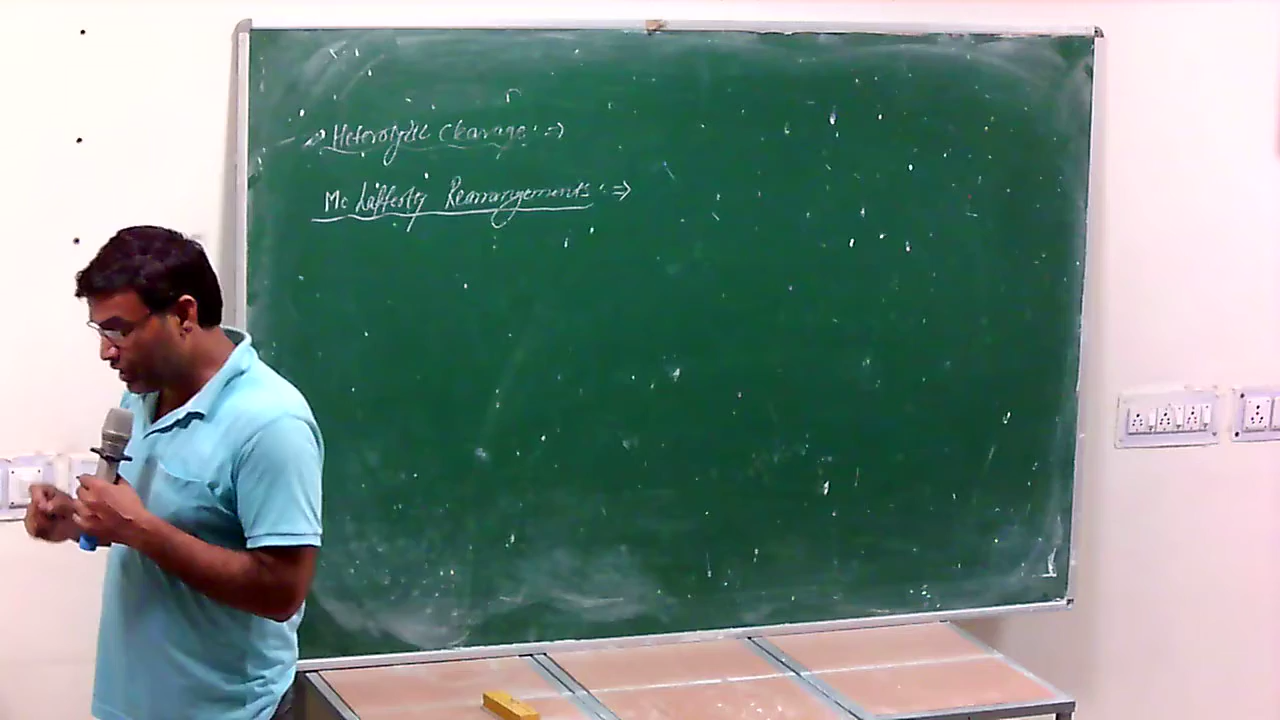 Heterolytic Cleavage :⇒
Mc Lafferty Rearrangements :⇒